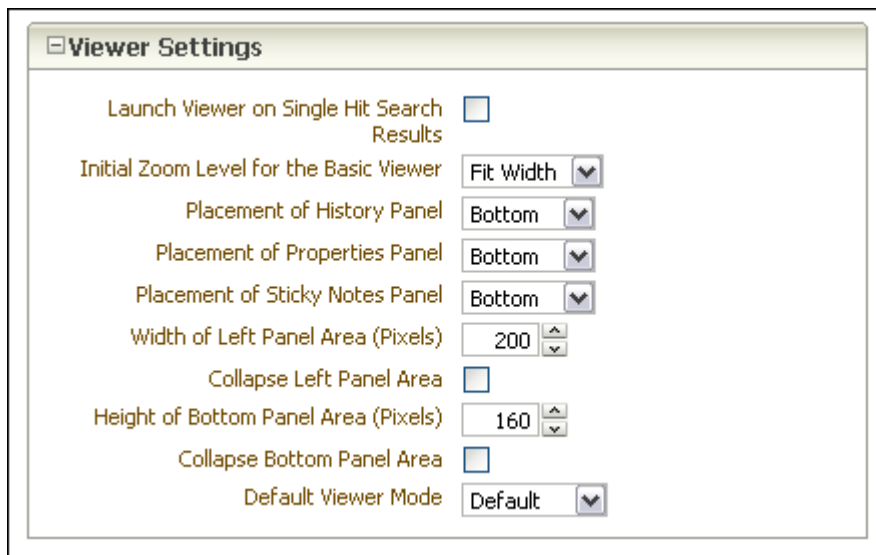 Viewer Settings
Launch Viewer on Single Hit Search
Results
Initial Zoom Level for the Basic Viewer Fit Width
Placement of History Panel Bottom
Placement of Properties Panel Bottom
Placement of Sticky Notes Panel Bottom
Width of Left Panel Area (Pixels) 200
Collapse Left Panel Area
Height of Bottom Panel Area (Pixels) 160
Collapse Bottom Panel Area
Default Viewer Mode Default